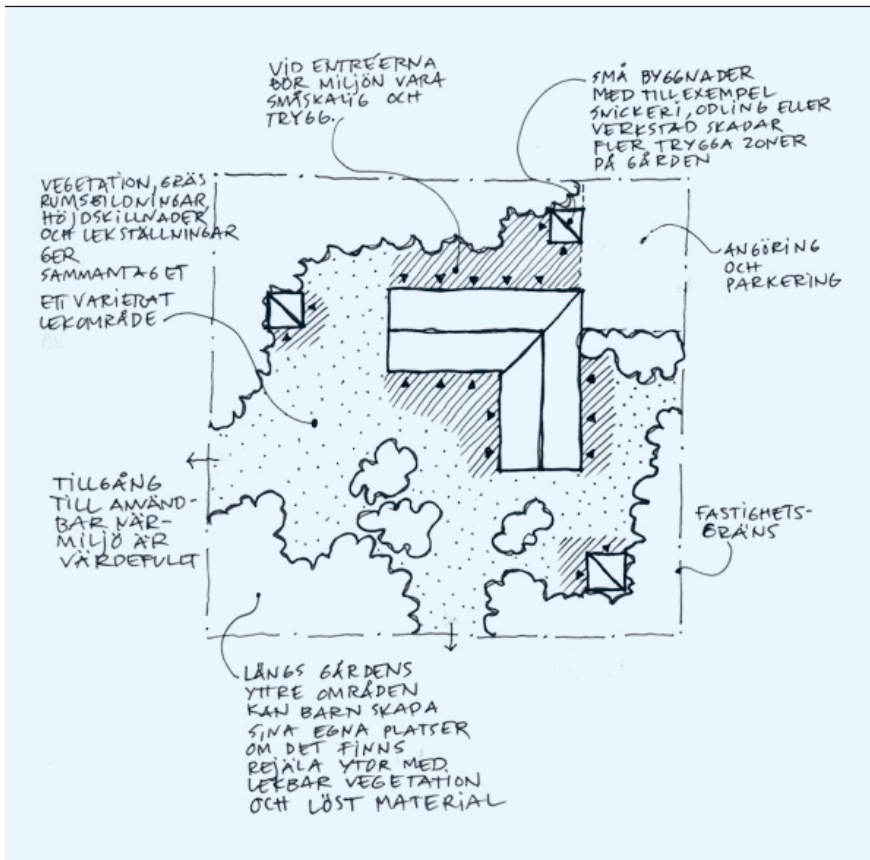 VID ENTRÉERNA
BÖR MILJÖN VARA
SMÅSKALIG OCH
TRYGG.
SMÅ BYGGNADER
MED TILL EXEMPEL
SNICKERI, ODLING ELLER
VERKSTAD SKAPAR
FLER TRYGGA ZONER
PÅ GÅRDEN
VEGETATION, GRÄS
RUMSBILDNINGAR,
HÖJDSKILLNADER
OCH LEKSTÄLLNINGAR
GER
SAMMANTAGET
ETT VARIERAT
LEKOMRÅDE
ANGÖRING
OCH
PARKERING
TILLGÅNG
TILL ANVÄND-
BAR NÄR-
MILJÖ ÄR
VÄRDEFULLT
FASTIGHETS-
GRÄNS
LÄNGS GÅRDENS
YTTRE OMRÅDEN
KAN BARN SKAPA
SINA EGNA PLATSER
OM DET FINNS
REJÄLA YTOR MED
LEKBAR VEGETATION
OCH LÖST MATERIAL